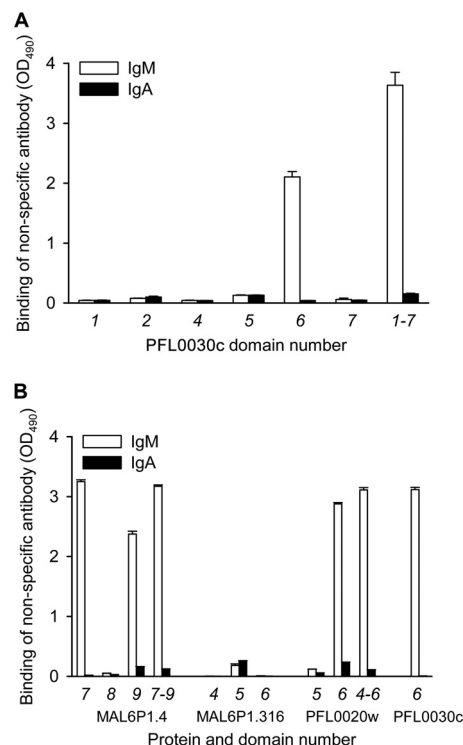 A
Binding of non-specific antibody (OD490)
IgM
IgA
4
3
2
1
0
1 2 4 5 6 7 1-7
PFL0030c domain number
B
Binding of non-specific antibody (OD490)
IgM
IgA
4
3
2
1
0
7 8 9 7-9 4 5 6 5 6 4-6 6
MAL6P1.4 MAL6P1.316 PFL0020w PFL0030c
Protein and domain number